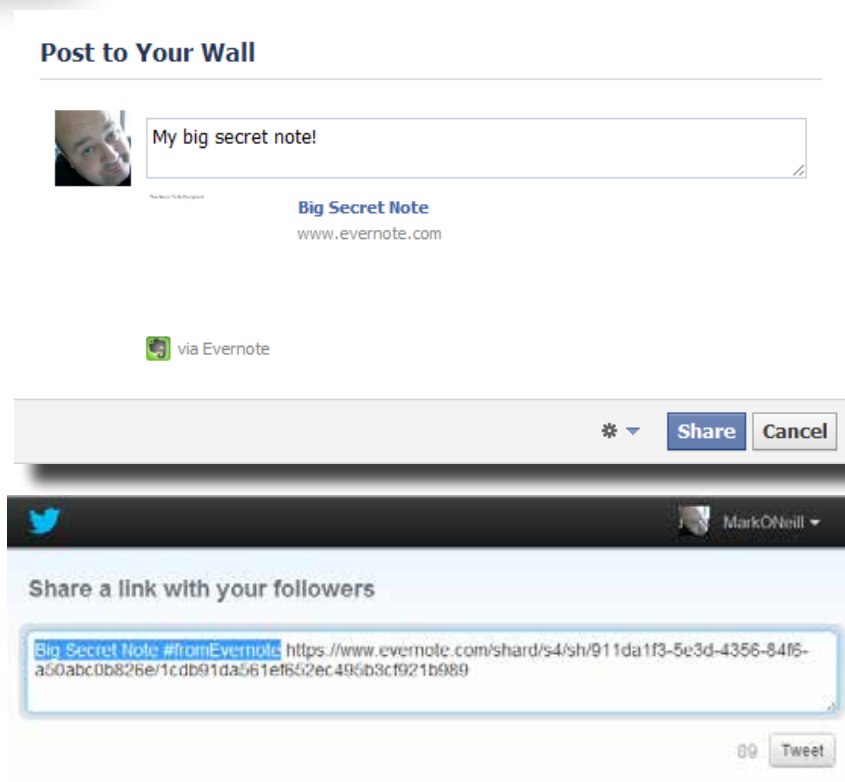 Post to Your Wall
My big secret note!
Big Secret Note
www.evernote.com
via Evernote
Share Cancel
MarkONeill
Share a link with your followers
Big Secret Note #fromEvernote https://www.evernote.com/shard/s4/sh/911da1f3-5e3d-4356-84f6-
a50abc0b826e/1cdb91da561ef652ec495b3cf921b989
89 Tweet